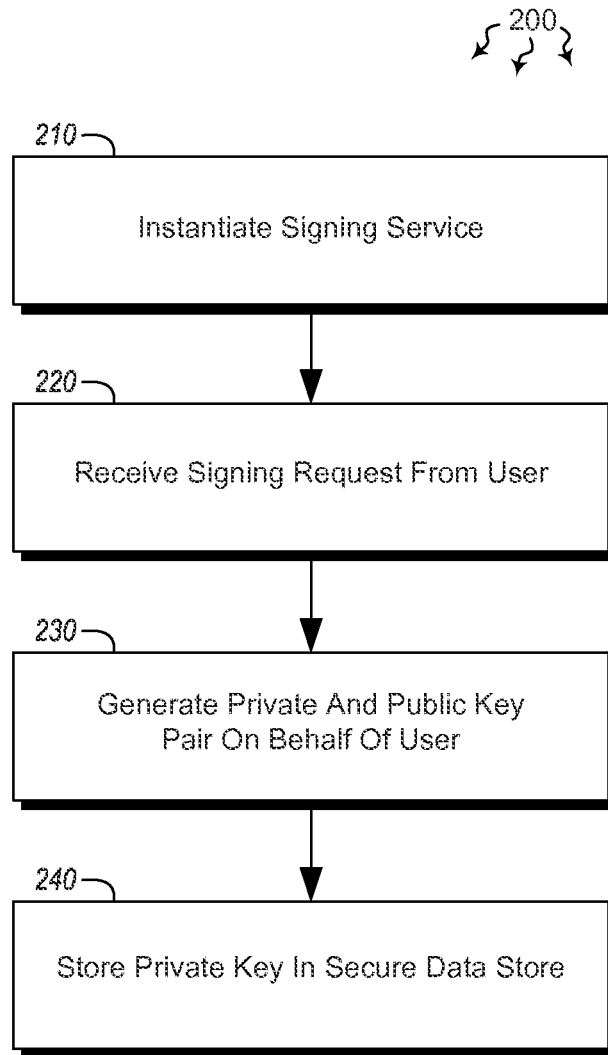 200
210
Instantiate Signing Service
220
Receive Signing Request From User
230
Generate Private And Public Key
Pair On Behalf Of User
240
Store Private Key In Secure Data Store